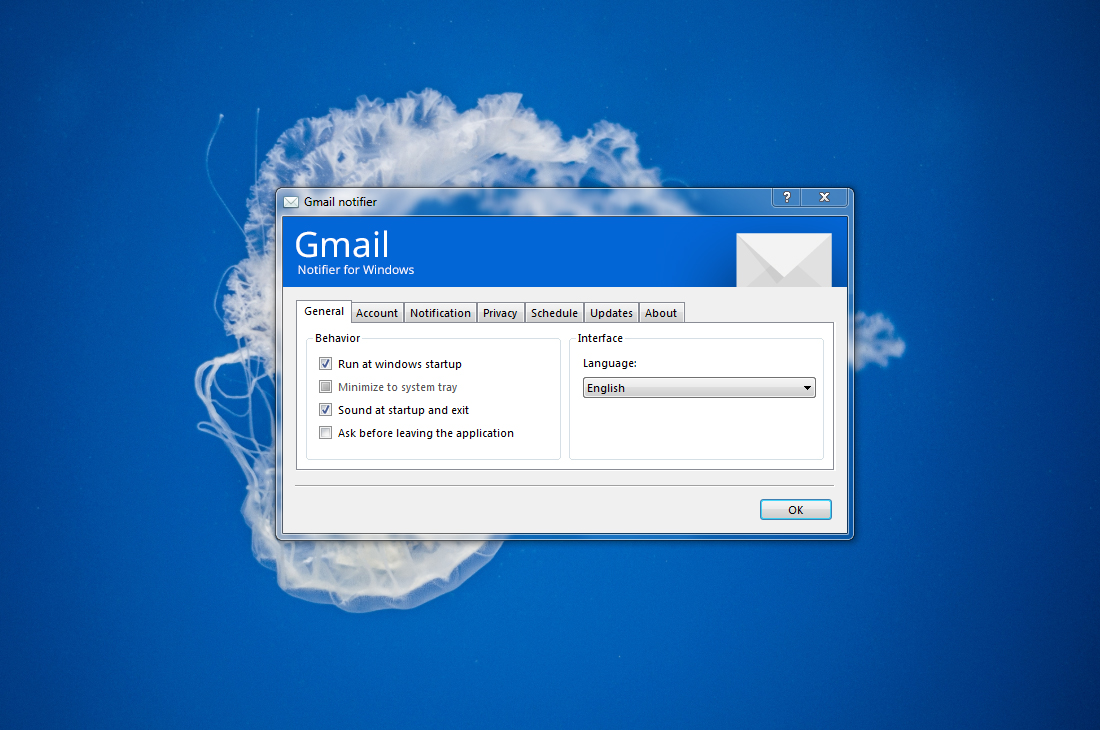 Gmail notifier
?
Gmail
Notifier for Windows
General Account Notification Privacy Schedule Updates About
Behavior
Run at windows startup
Minimize to system tray
Sound at startup and exit
Ask before leaving the application
Interface
Language:
English
OK